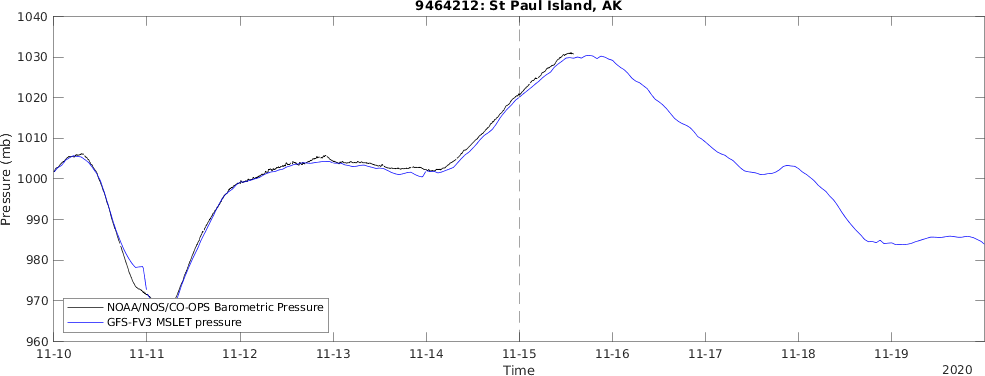 9464212: St Paul Island, AK
Pressure (mb)
1040
1030
1020
1010
1000
990
980
970
960
NOAA/NOS/CO-OPS Barometric Pressure
GFS-FV3 MSLET pressure
11-10 11-11 11-12 11-13 11-14 11-15 11-16 11-17 11-18 11-19
Time
2020